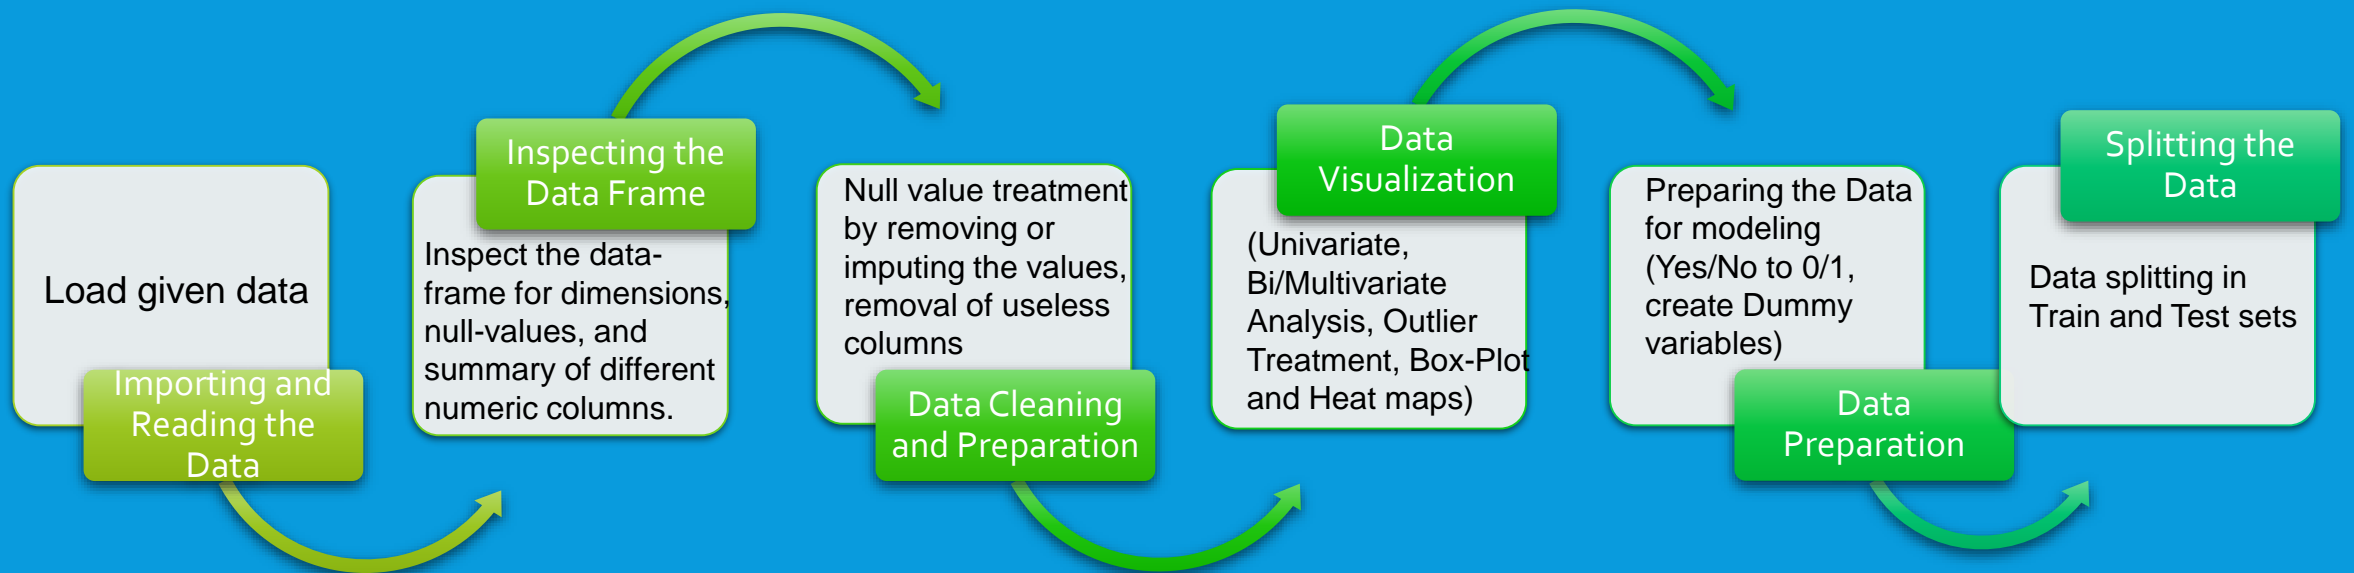 Load given data
Importing and
Reading the
Data
Inspecting the
Data Frame
Inspect the data-
frame for dimensions,
null-values, and
summary of different
numeric columns.
Null value treatment
by removing or
imputing the values,
removal of useless
columns
Data Cleaning
and Preparation
Data
Visualization
(Univariate,
Bi/Multivariate
Analysis, Outlier
Treatment, Box-Plot
and Heat maps)
Preparing the Data
for modeling
(Yes/No to 0/1,
create Dummy
variables)
Data
Preparation
Splitting the
Data
Data splitting in
Train and Test sets